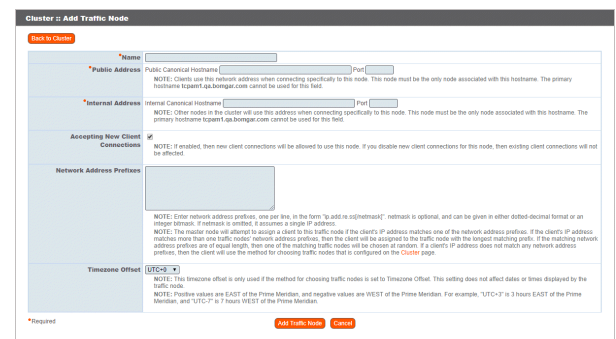 Cluster :: Add Traffic Node
Back to Cluster
*Name
*Public Address Public Canonical Hostname Port
NOTE: Clients use this network address when connecting specifically to this node. This node must be the only node associated with this hostname. The primary
hostname tcpam1.qa.bomgar.com cannot be used for this field.
*Internal Address Internal Canonical Hostname Port
NOTE: Other nodes in the cluster will use this address when connecting specifically to this node. This node must be the only node associated with this hostname. The
primary hostname tcpam1.qa.bomgar.com cannot be used for this field.
Accepting New Client
Connections
NOTE: If enabled, then new client connections will be allowed to use this node. If you disable new client connections for this node, then existing client connections will not
be affected.
Network Address Prefixes
NOTE: Enter network address prefixes, one per line, in the form "ip.add.re.ss[/netmask]". netmask is optional, and can be given in either dotted-decimal format or an
integer bitmask. If netmask is omitted, it assumes a single IP address.
NOTE: The master node will attempt to assign a client to this traffic node if the client's IP address matches one of the network address prefixes. If the client's IP address
matches more than one traffic nodes' network address prefixes, then the client will be assigned to the traffic node with the longest matching prefix. If the matching network
address prefixes are of equal length, then one of the matching traffic nodes will be chosen at random. If a client's IP address does not match any network address
prefixes, then the client will use the method for choosing traffic nodes that is configured on the Cluster page.
Timezone Offset UTC+0
NOTE: This timezone offset is only used if the method for choosing traffic nodes is set to Timezone Offset. This setting does not affect dates or times displayed by the
traffic node.
NOTE: Positive values are EAST of the Prime Meridian, and negative values are WEST of the Prime Meridian. For example, "UTC+3" is 3 hours EAST of the Prime
Meridian, and "UTC-7" is 7 hours WEST of the Prime Meridian.
*Required
Add Traffic Node Cancel